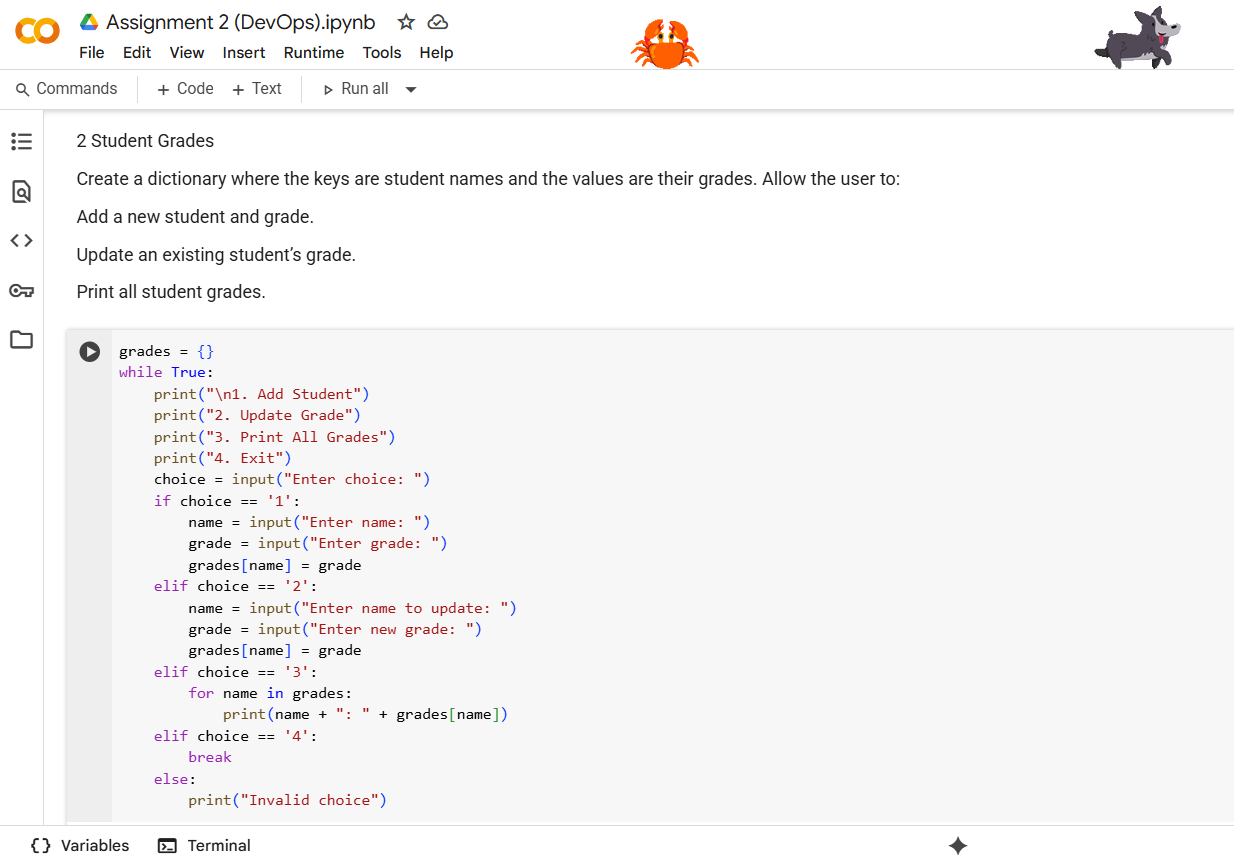 Assignment 2 (DevOps).ipynb
File Edit View Insert Runtime Tools Help
Commands + Code + Text Run all
2 Student Grades
Create a dictionary where the keys are student names and the values are their grades. Allow the user to:
Add a new student and grade.
Update an existing student’s grade.
Print all student grades.
grades = {}
while True:
    print("\n1. Add Student")
    print("2. Update Grade")
    print("3. Print All Grades")
    print("4. Exit")
    choice = input("Enter choice: ")
    if choice == '1':
        name = input("Enter name: ")
        grade = input("Enter grade: ")
        grades[name] = grade
    elif choice == '2':
        name = input("Enter name to update: ")
        grade = input("Enter new grade: ")
        grades[name] = grade
    elif choice == '3':
        for name in grades:
            print(name + ": " + grades[name])
    elif choice == '4':
        break
    else:
        print("Invalid choice")
{} Variables Terminal